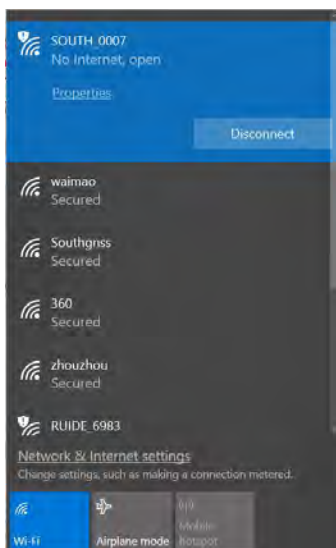 SOUTH_0007
No Internet, open
Properties
Disconnect
waimao
Secured
Southgnss
Secured
360
Secured
zhouzhou
Secured
RUIDE_6983
Network & Internet settings
Change settings, such as making a connection metered.
Wi-Fi
Airplane mode
Mobile
hotspot